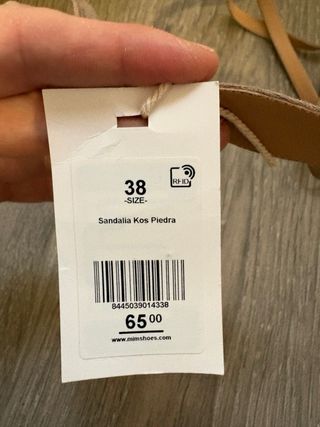 38
-SIZE-
RFID
Sandalia Kos Piedra
8445039014338
65 00
www.mimshoes.com